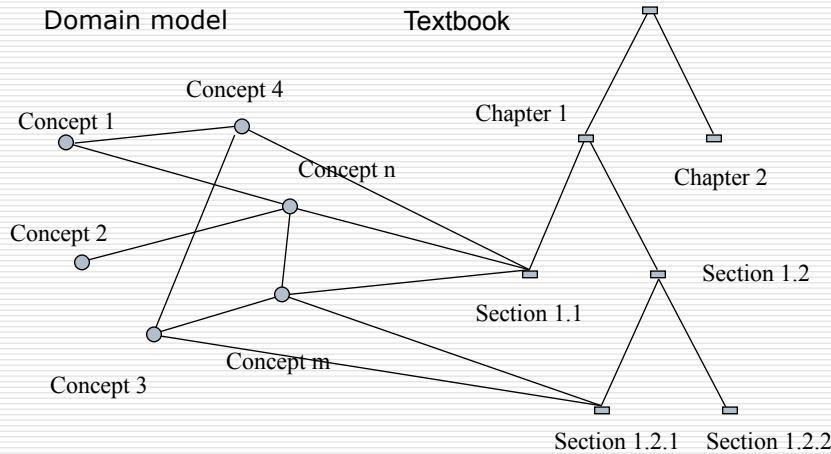 Domain model
Textbook
Concept 4
Concept 1
Chapter 1
Concept n
Chapter 2
Concept 2
Section 1.2
Section 1.1
Concept m
Concept 3
Section 1.2.1
Section 1.2.2